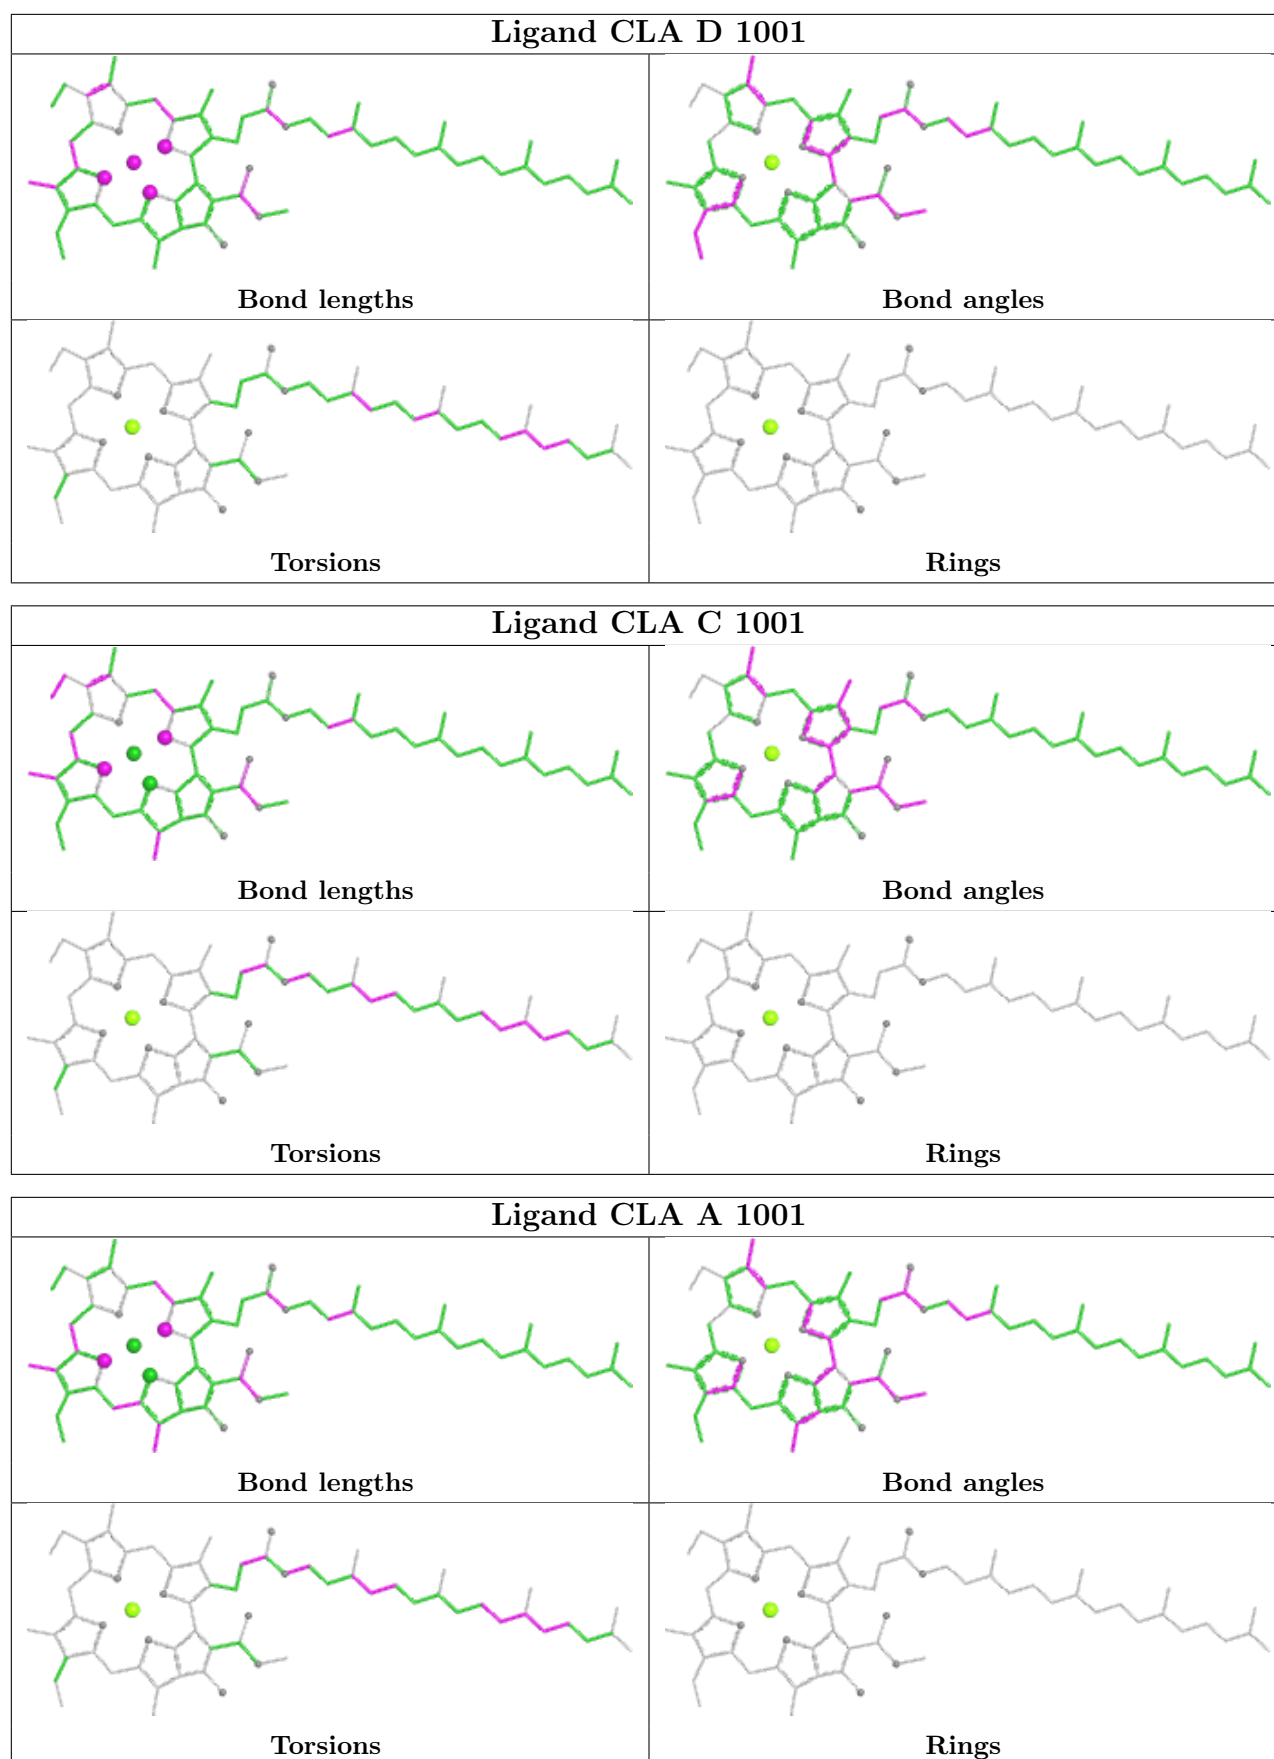 Ligand CLA D 1001
Bond lengths
Bond angles
Torsions
Rings
Ligand CLA C 1001
Bond lengths
Bond angles
Torsions
Rings
Ligand CLA A 1001
Bond lengths
Bond angles
Torsions
Rings